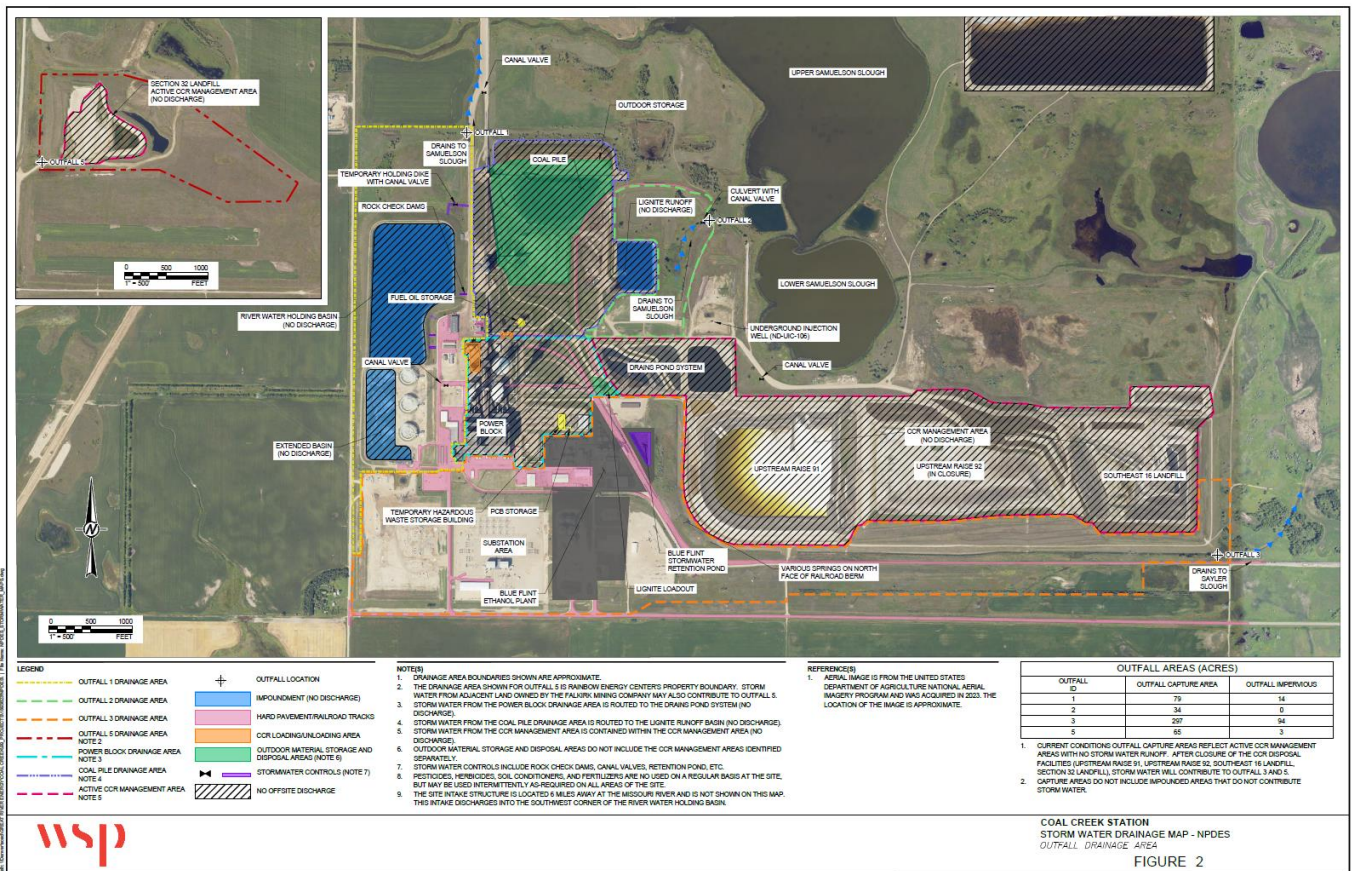 SECTION 32 LANDFILL
ACTIVE CCR MANAGEMENT AREA
(NO DISCHARGE)
OUTFALL 5
0 500 1000
1" = 500' FEET
CANAL VALVE
OUTFALL 1
DRAINS TO
SAMUELSON
SLOUGH
TEMPORARY HOLDING DIKE
WITH CANAL VALVE
ROCK CHECK DAMS
COAL PILE
OUTDOOR STORAGE
UPPER SAMUELSON SLOUGH
LIGNITE RUNOFF
(NO DISCHARGE)
CULVERT WITH
CANAL VALVE
OUTFALL 2
LOWER SAMUELSON SLOUGH
DRAINS TO
SAMUELSON
SLOUGH
FUEL OIL STORAGE
RIVER WATER HOLDING BASIN
(NO DISCHARGE)
UNDERGROUND INJECTION
WELL (ND-UIC-106)
CANAL VALVE
DRAINS POND SYSTEM
CANAL VALVE
POWER
BLOCK
EXTENDED BASIN
(NO DISCHARGE)
CCR MANAGEMENT AREA
(NO DISCHARGE)
UPSTREAM RAISE 91
UPSTREAM RAISE 92
(IN CLOSURE)
SOUTHEAST 16 LANDFILL
TEMPORARY HAZARDOUS
WASTE STORAGE BUILDING
PCB STORAGE
SUBSTATION
AREA
BLUE FLINT
STORMWATER
RETENTION POND
VARIOUS SPRINGS ON NORTH
FACE OF RAILROAD BERM
OUTFALL 3
DRAINS TO
SAYLER
SLOUGH
BLUE FLINT
ETHANOL PLANT
LIGNITE LOADOUT
N
0 500 1000
1" = 500' FEET
LEGEND
OUTFALL 1 DRAINAGE AREA
OUTFALL 2 DRAINAGE AREA
OUTFALL 3 DRAINAGE AREA
OUTFALL 5 DRAINAGE AREA
NOTE 2
POWER BLOCK DRAINAGE AREA
NOTE 3
COAL PILE DRAINAGE AREA
NOTE 4
ACTIVE CCR MANAGEMENT AREA
NOTE 5
OUTFALL LOCATION
IMPOUNDMENT (NO DISCHARGE)
HARD PAVEMENT/RAILROAD TRACKS
CCR LOADING/UNLOADING AREA
OUTDOOR MATERIAL STORAGE AND
DISPOSAL AREAS (NOTE 6)
STORMWATER CONTROLS (NOTE 7)
NO OFFSITE DISCHARGE
NOTE(S)
1. DRAINAGE AREA BOUNDARIES SHOWN ARE APPROXIMATE.
2. THE DRAINAGE AREA SHOWN FOR OUTFALL 5 IS RAINBOW ENERGY CENTER'S PROPERTY BOUNDARY. STORM
WATER FROM ADJACENT LAND OWNED BY THE FALKIRK MINING COMPANY MAY ALSO CONTRIBUTE TO OUTFALL 5.
3. STORM WATER FROM THE POWER BLOCK DRAINAGE AREA IS ROUTED TO THE DRAINS POND SYSTEM (NO
DISCHARGE).
4. STORM WATER FROM THE COAL PILE DRAINAGE AREA IS ROUTED TO THE LIGNITE RUNOFF BASIN (NO DISCHARGE).
5. STORM WATER FROM THE CCR MANAGEMENT AREA IS CONTAINED WITHIN THE CCR MANAGEMENT AREA (NO
DISCHARGE).
6. OUTDOOR MATERIAL STORAGE AND DISPOSAL AREAS DO NOT INCLUDE THE CCR MANAGEMENT AREAS IDENTIFIED
SEPARATELY.
7. STORM WATER CONTROLS INCLUDE ROCK CHECK DAMS, CANAL VALVES, RETENTION POND, ETC.
8. PESTICIDES, HERBICIDES, SOIL CONDITIONERS, AND FERTILIZERS ARE NO USED ON A REGULAR BASIS AT THE SITE,
BUT MAY BE USED INTERMITTENTLY AS-REQUIRED ON ALL AREAS OF THE SITE.
9. THE SITE INTAKE STRUCTURE IS LOCATED 6 MILES AWAY AT THE MISSOURI RIVER AND IS NOT SHOWN ON THIS MAP.
THIS INTAKE DISCHARGES INTO THE SOUTHWEST CORNER OF THE RIVER WATER HOLDING BASIN.
REFERENCE(S)
1. AERIAL IMAGE IS FROM THE UNITED STATES
DEPARTMENT OF AGRICULTURE NATIONAL AERIAL
IMAGERY PROGRAM AND WAS ACQUIRED IN 2023. THE
LOCATION OF THE IMAGE IS APPROXIMATE.
OUTFALL AREAS (ACRES)
OUTFALL ID OUTFALL CAPTURE AREA OUTFALL IMPERVIOUS
1 79 14
2 34 0
3 297 94
5 65 3
1. CURRENT CONDITIONS OUTFALL CAPTURE AREAS REFLECT ACTIVE CCR MANAGEMENT
AREAS WITH NO STORM WATER RUNOFF. AFTER CLOSURE OF THE CCR DISPOSAL
FACILITIES (UPSTREAM RAISE 91, UPSTREAM RAISE 92, SOUTHEAST 16 LANDFILL,
SECTION 32 LANDFILL), STORM WATER WILL CONTRIBUTE TO OUTFALL 3 AND 5.
2. CAPTURE AREAS DO NOT INCLUDE IMPOUNDED AREAS THAT DO NOT CONTRIBUTE
STORM WATER.
wsp
COAL CREEK STATION
STORM WATER DRAINAGE MAP - NPDES
OUTFALL DRAINAGE AREA
FIGURE 2